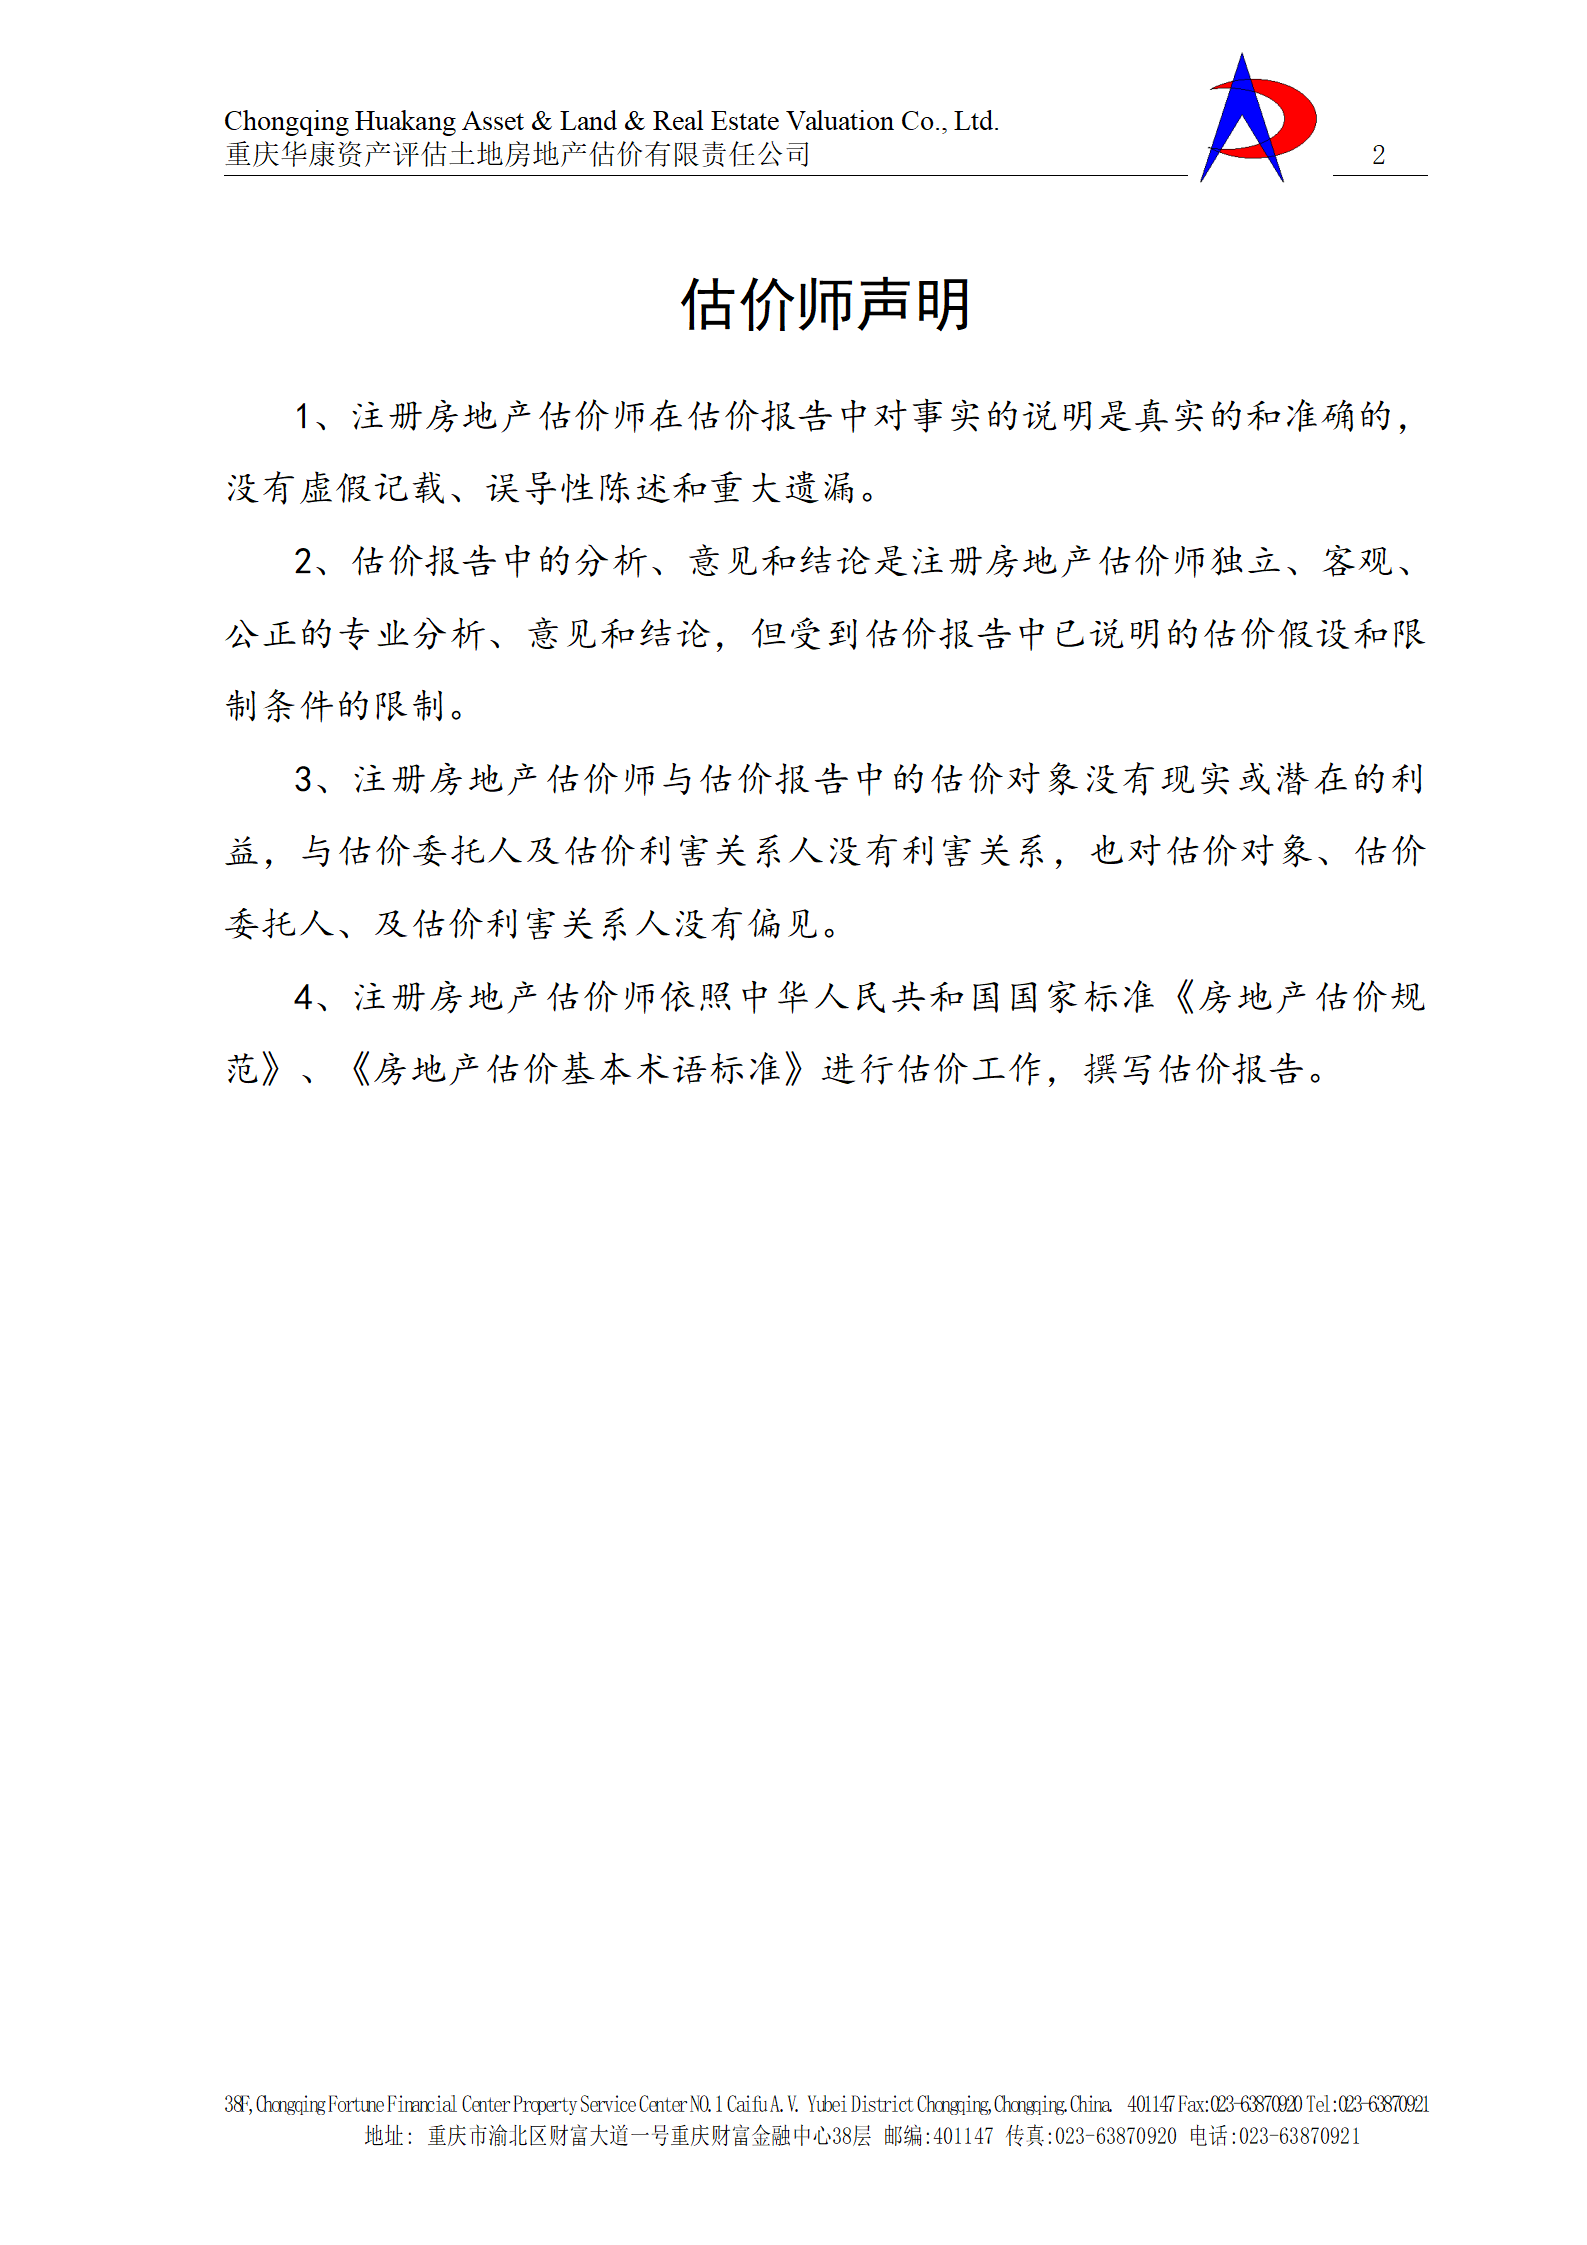 Chongqing Huakang Asset & Land & Real Estate Valuation Co., Ltd.
重庆华康资产评估土地房地产估价有限责任公司
2
估价师声明
1、注册房地产估价师在估价报告中对事实的说明是真实的和准确的，
没有虚假记载、误导性陈述和重大遗漏。
2、估价报告中的分析、意见和结论是注册房地产估价师独立、客观、
公正的专业分析、意见和结论，但受到估价报告中已说明的估价假设和限
制条件的限制。
3、注册房地产估价师与估价报告中的估价对象没有现实或潜在的利
益，与估价委托人及估价利害关系人没有利害关系，也对估价对象、估价
委托人、及估价利害关系人没有偏见。
4、注册房地产估价师依照中华人民共和国国家标准《房地产估价规
范》、《房地产估价基本术语标准》进行估价工作，撰写估价报告。
38F, Chongqing Fortune Financial Center Property Service Center NO.1 Caifu A.V. Yubei District Chongqing, Chongqing. China. 401147 Fax:023-63870920 Tel:023-63870921
地址: 重庆市渝北区财富大道一号重庆财富金融中心38层 邮编:401147 传真:023-63870920 电话:023-63870921